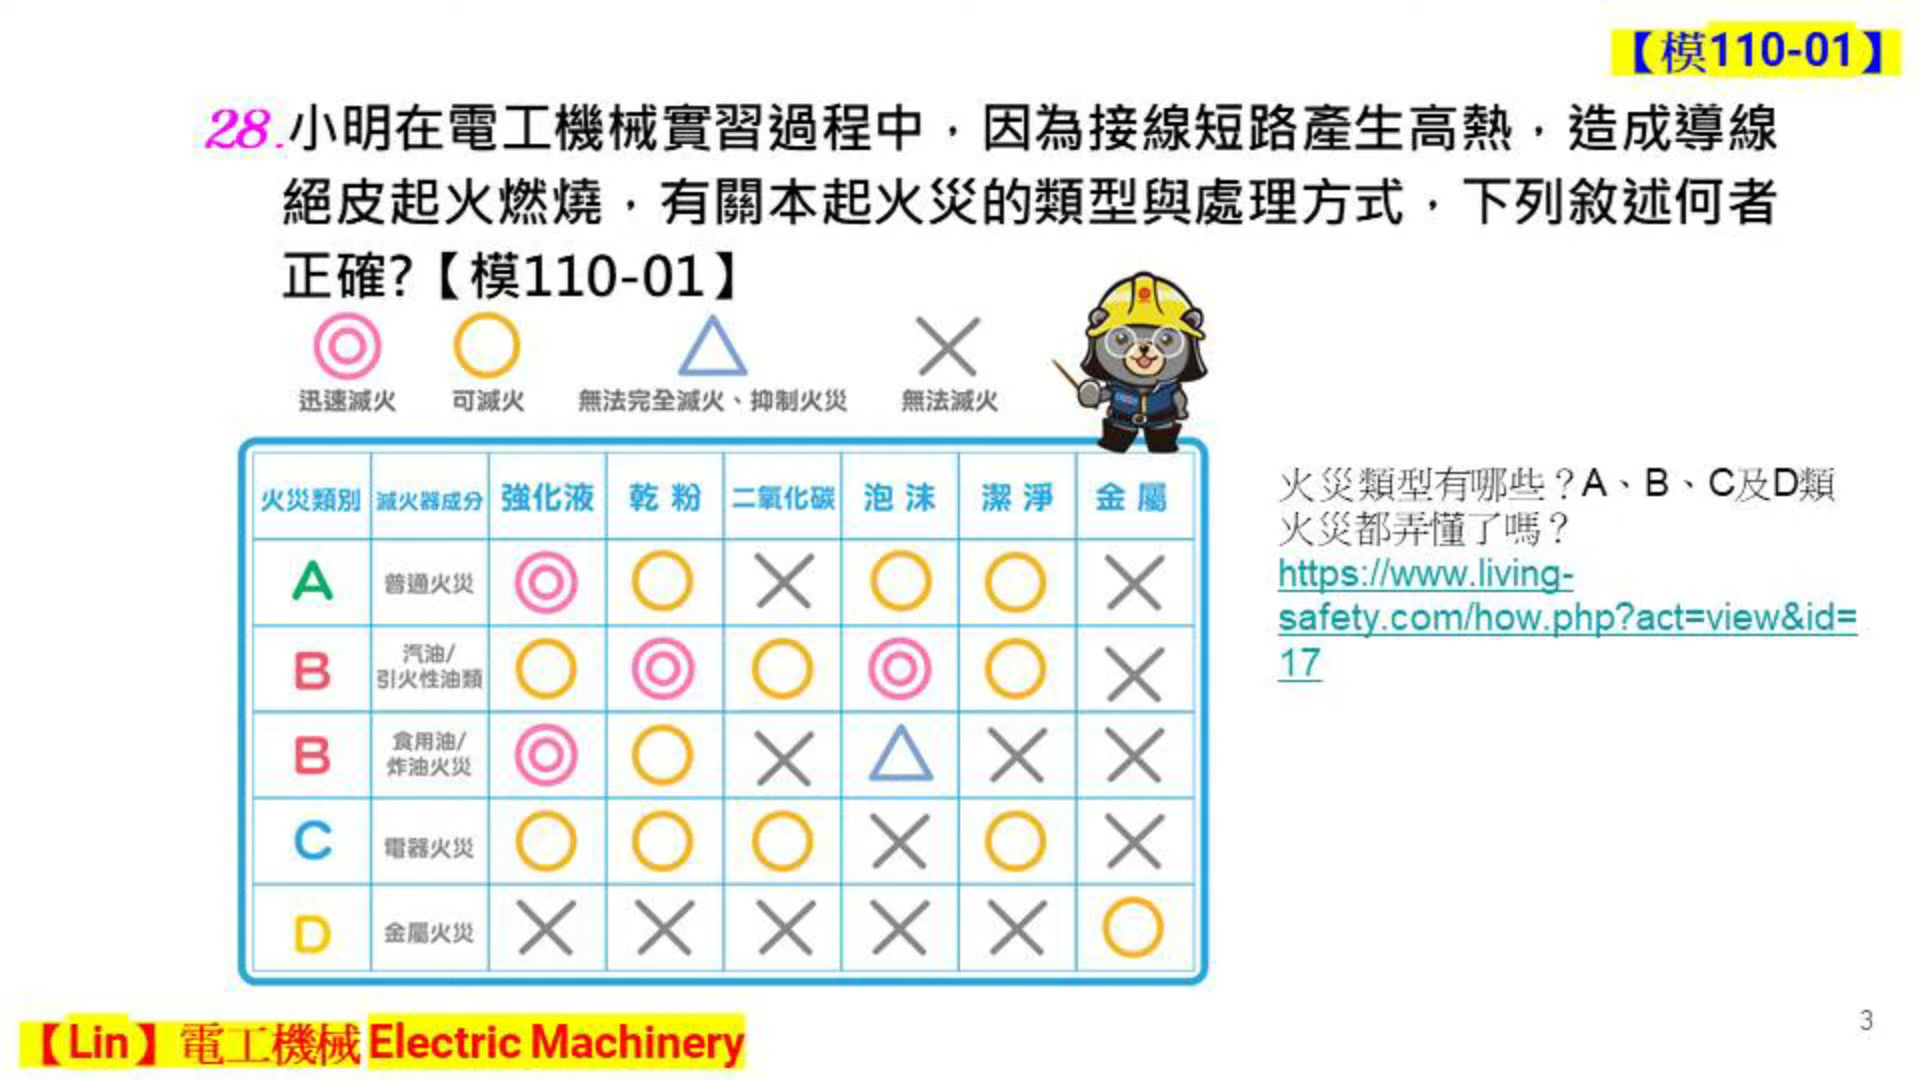 【模110-01】
28.小明在電工機械實習過程中，因為接線短路產生高熱，造成導線
絕皮起火燃燒，有關本起火災的類型與處理方式，下列敘述何者
正確?【模110-01】
迅速滅火 可滅火 無法完全滅火、抑制火災 無法滅火
火災類別 滅火器成分 強化液 乾粉 二氧化碳 泡沫 潔淨 金屬
A 普通火災
B 汽油/
引火性油類
B 食用油/
炸油火災
C 電器火災
D 金屬火災
火災類型有哪些？A、B、C及D類
火災都弄懂了嗎？
https://www.living-
safety.com/how.php?act=view&id=
17
【Lin】電工機械 Electric Machinery
3